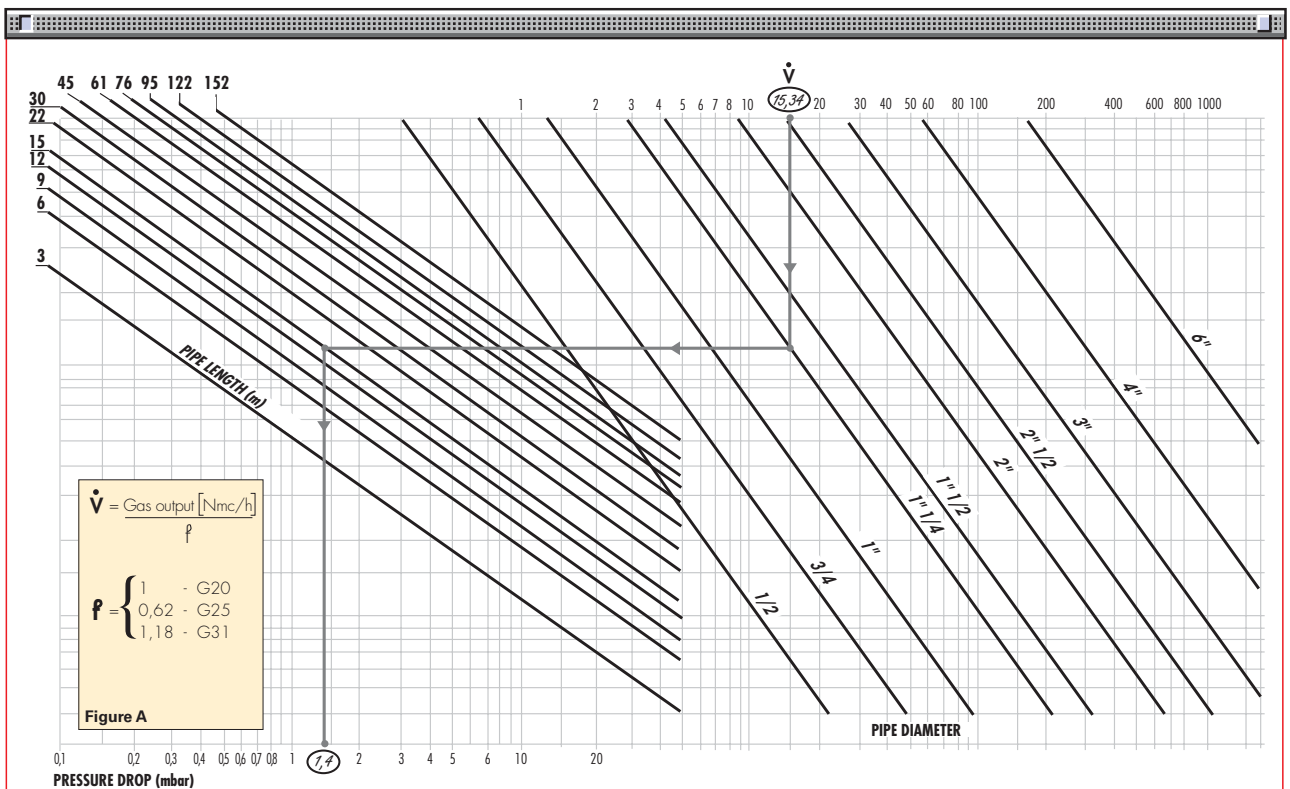 45 61 76 95 122 152
30
22
15
12
9
6
3
V̇
1 2 3 4 5 6 7 8 10 15,34 20 30 40 50 60 80 100 200 400 600 800 1000
PIPE LENGTH (m)
6"
4"
3"
2" 1/2
2"
1" 1/2
1" 1/4
1"
3/4
1/2
V̇ = Gas output [Nmc/h]
f
1 - G20
f = { 0,62 - G25
1,18 - G31
Figure A
PIPE DIAMETER
0,1 0,2 0,3 0,4 0,5 0,6 0,7 0,8 1 1,4 2 3 4 5 6 10 20
PRESSURE DROP (mbar)